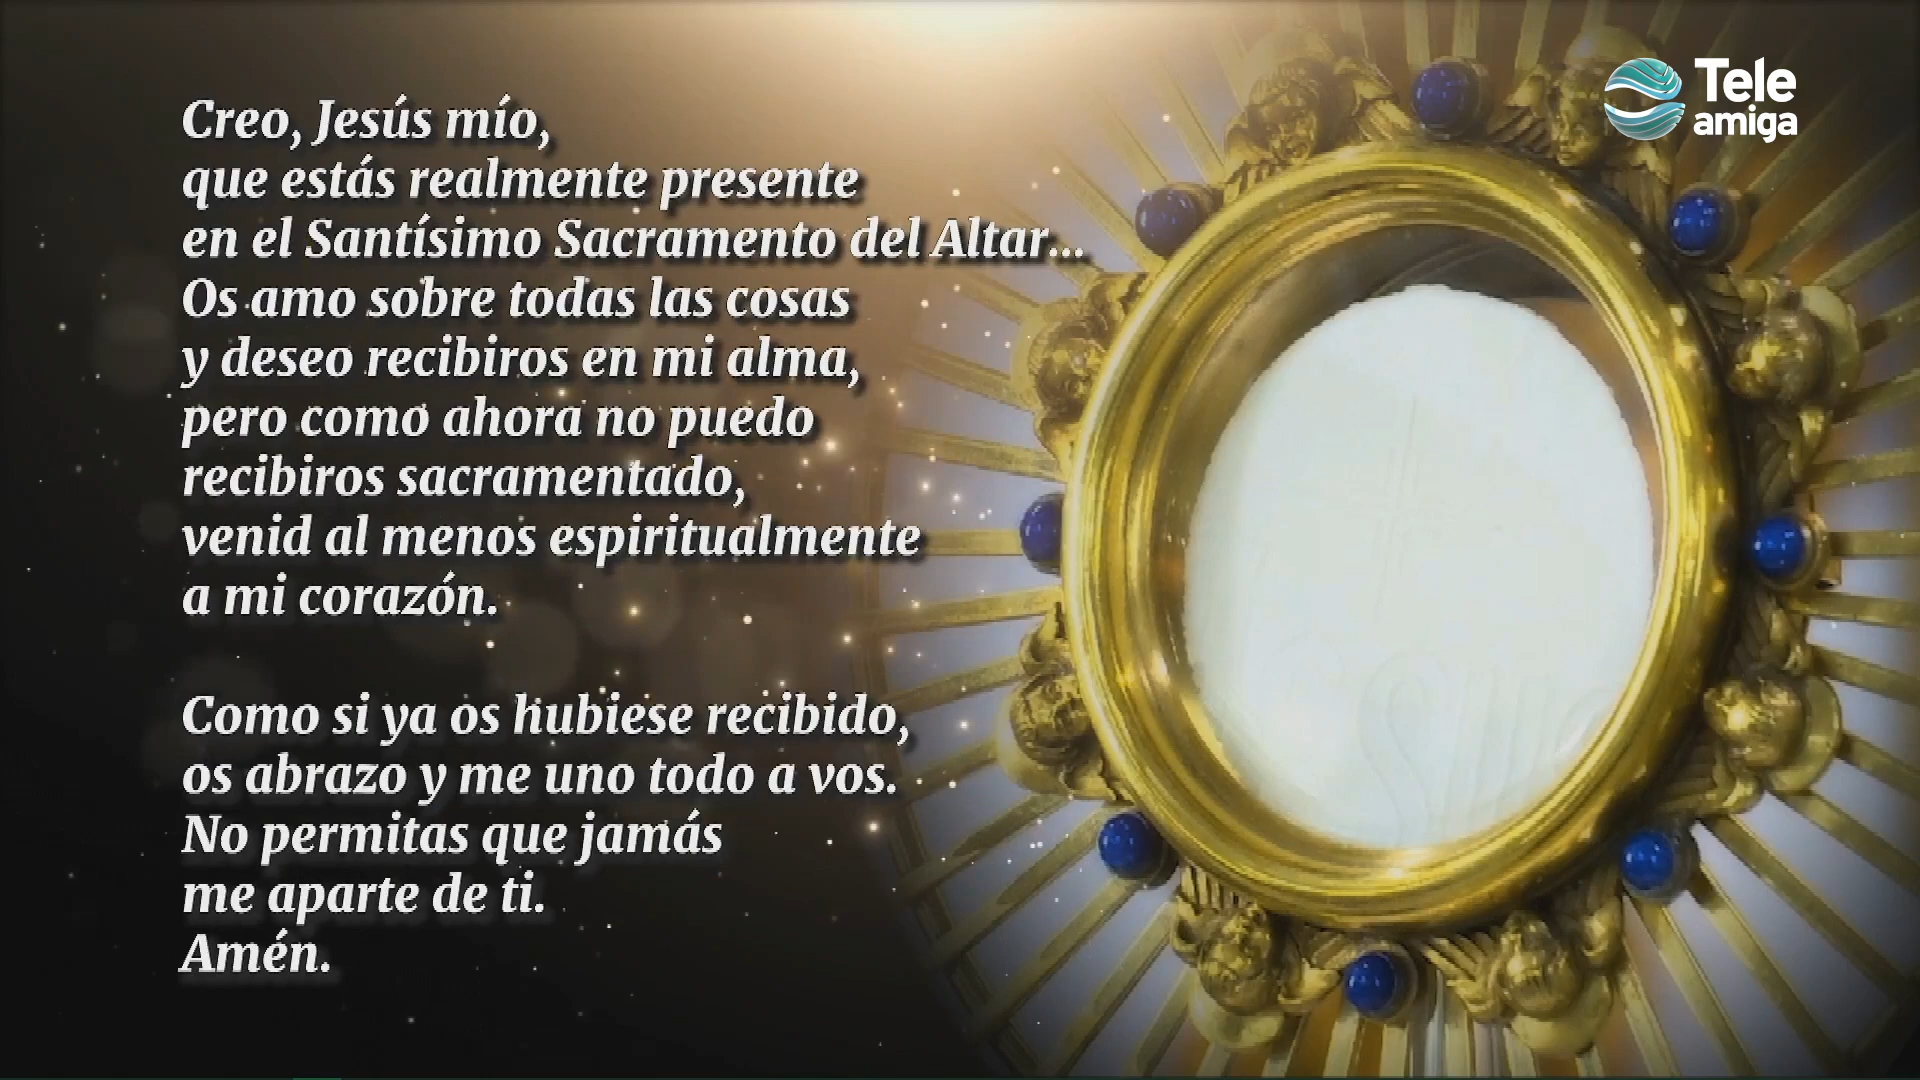 Creo, Jesús mío,
que estás realmente presente
en el Santísimo Sacramento del Altar...
Os amo sobre todas las cosas
y deseo recibiros en mi alma,
pero como ahora no puedo
recibiros sacramentado,
venid al menos espiritualmente
a mi corazón.
Como si ya os hubiese recibido,
os abrazo y me uno todo a vos.
No permitas que jamás
me aparte de ti.
Amén.
Tele
amiga